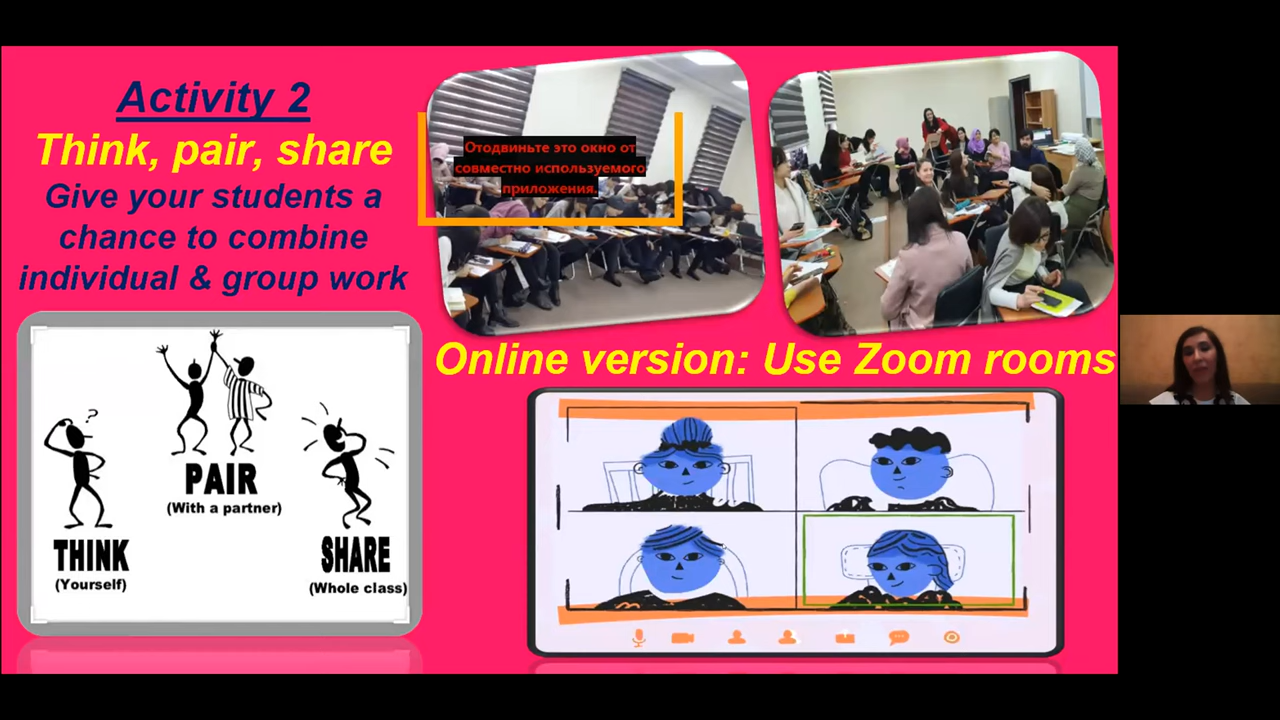 Activity 2
Think, pair, share
Give your students a
chance to combine
individual & group work
Отодвиньте это окно от
совместно используемого
приложения.
Online version: Use Zoom rooms
?
PAIR
(With a partner)
THINK
(Yourself)
SHARE
(Whole class)